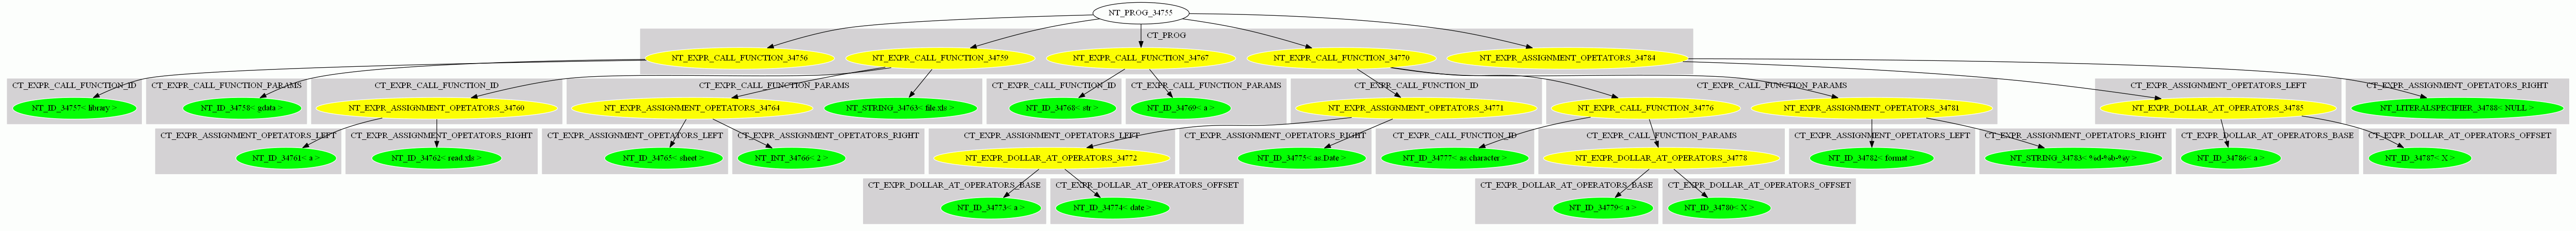 NT_PROG_34755
CT_PROG
NT_EXPR_CALL_FUNCTION_34756
NT_EXPR_CALL_FUNCTION_34759
NT_EXPR_CALL_FUNCTION_34767
NT_EXPR_CALL_FUNCTION_34770
NT_EXPR_ASSIGNMENT_OPETATORS_34784
CT_EXPR_CALL_FUNCTION_ID
CT_EXPR_CALL_FUNCTION_PARAMS
CT_EXPR_CALL_FUNCTION_ID
CT_EXPR_CALL_FUNCTION_PARAMS
CT_EXPR_CALL_FUNCTION_ID
CT_EXPR_CALL_FUNCTION_PARAMS
CT_EXPR_CALL_FUNCTION_ID
CT_EXPR_CALL_FUNCTION_PARAMS
CT_EXPR_ASSIGNMENT_OPETATORS_LEFT
CT_EXPR_ASSIGNMENT_OPETATORS_RIGHT
NT_ID_34757< library >
NT_ID_34758< gdata >
NT_EXPR_ASSIGNMENT_OPETATORS_34760
NT_EXPR_ASSIGNMENT_OPETATORS_34764
NT_STRING_34763< file.xls >
NT_ID_34768< str >
NT_ID_34769< a >
NT_EXPR_ASSIGNMENT_OPETATORS_34771
NT_EXPR_CALL_FUNCTION_34776
NT_EXPR_ASSIGNMENT_OPETATORS_34781
NT_EXPR_DOLLAR_AT_OPERATORS_34785
NT_LITERALSPECIFIER_34788< NULL >
CT_EXPR_ASSIGNMENT_OPETATORS_LEFT
CT_EXPR_ASSIGNMENT_OPETATORS_RIGHT
CT_EXPR_ASSIGNMENT_OPETATORS_LEFT
CT_EXPR_ASSIGNMENT_OPETATORS_RIGHT
CT_EXPR_ASSIGNMENT_OPETATORS_LEFT
CT_EXPR_ASSIGNMENT_OPETATORS_RIGHT
CT_EXPR_CALL_FUNCTION_ID
CT_EXPR_CALL_FUNCTION_PARAMS
CT_EXPR_ASSIGNMENT_OPETATORS_LEFT
CT_EXPR_ASSIGNMENT_OPETATORS_RIGHT
CT_EXPR_DOLLAR_AT_OPERATORS_BASE
CT_EXPR_DOLLAR_AT_OPERATORS_OFFSET
NT_ID_34761< a >
NT_ID_34762< read.xls >
NT_ID_34765< sheet >
NT_INT_34766< 2 >
NT_EXPR_DOLLAR_AT_OPERATORS_34772
NT_ID_34775< as.Date >
NT_ID_34777< as.character >
NT_EXPR_DOLLAR_AT_OPERATORS_34778
NT_ID_34782< format >
NT_STRING_34783< %d-%b-%y >
NT_ID_34786< a >
NT_ID_34787< X >
CT_EXPR_DOLLAR_AT_OPERATORS_BASE
CT_EXPR_DOLLAR_AT_OPERATORS_OFFSET
CT_EXPR_DOLLAR_AT_OPERATORS_BASE
CT_EXPR_DOLLAR_AT_OPERATORS_OFFSET
NT_ID_34773< a >
NT_ID_34774< date >
NT_ID_34779< a >
NT_ID_34780< X >